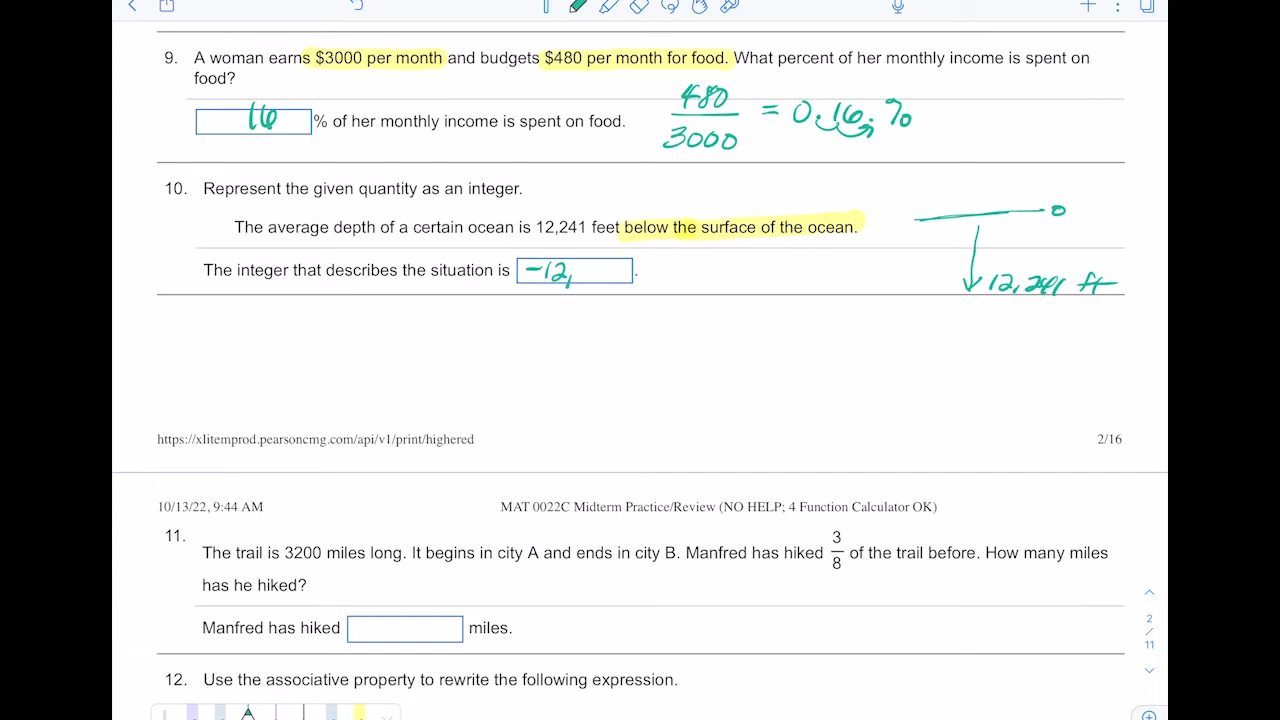 9. A woman earns $3000 per month and budgets $480 per month for food. What percent of her monthly income is spent on
food?
16 % of her monthly income is spent on food.
480
3000
= 0.16. %
10. Represent the given quantity as an integer.
The average depth of a certain ocean is 12,241 feet below the surface of the ocean.
0
The integer that describes the situation is -12, .
12,241 ft
https://xlitemprod.pearsoncmg.com/api/v1/print/highered 2/16
10/13/22, 9:44 AM MAT 0022C Midterm Practice/Review (NO HELP; 4 Function Calculator OK)
11.
The trail is 3200 miles long. It begins in city A and ends in city B. Manfred has hiked 3/8 of the trail before. How many miles
has he hiked?
Manfred has hiked miles.
2
/
11
12. Use the associative property to rewrite the following expression.